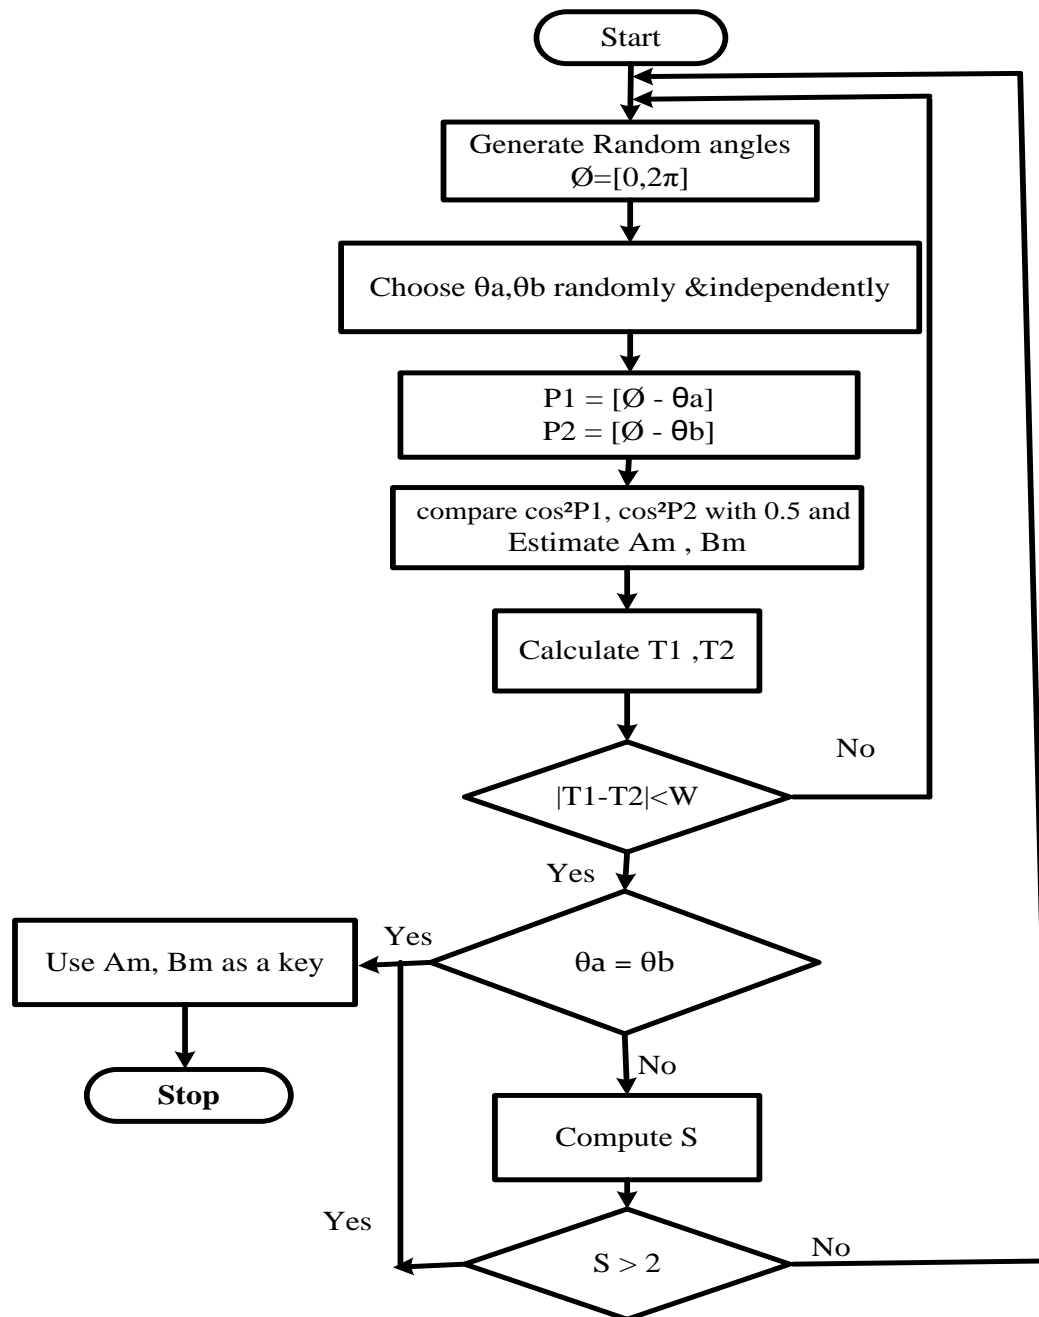 Start
Generate Random angles
Ø=[0,2π]
Choose θa,θb randomly &independently
P1 = [Ø - θa]
P2 = [Ø - θb]
compare cos²P1, cos²P2 with 0.5 and
Estimate Am , Bm
Calculate T1 ,T2
No
|T1-T2|<W
Yes
Yes
Use Am, Bm as a key
θa = θb
No
Stop
Compute S
Yes
No
S > 2